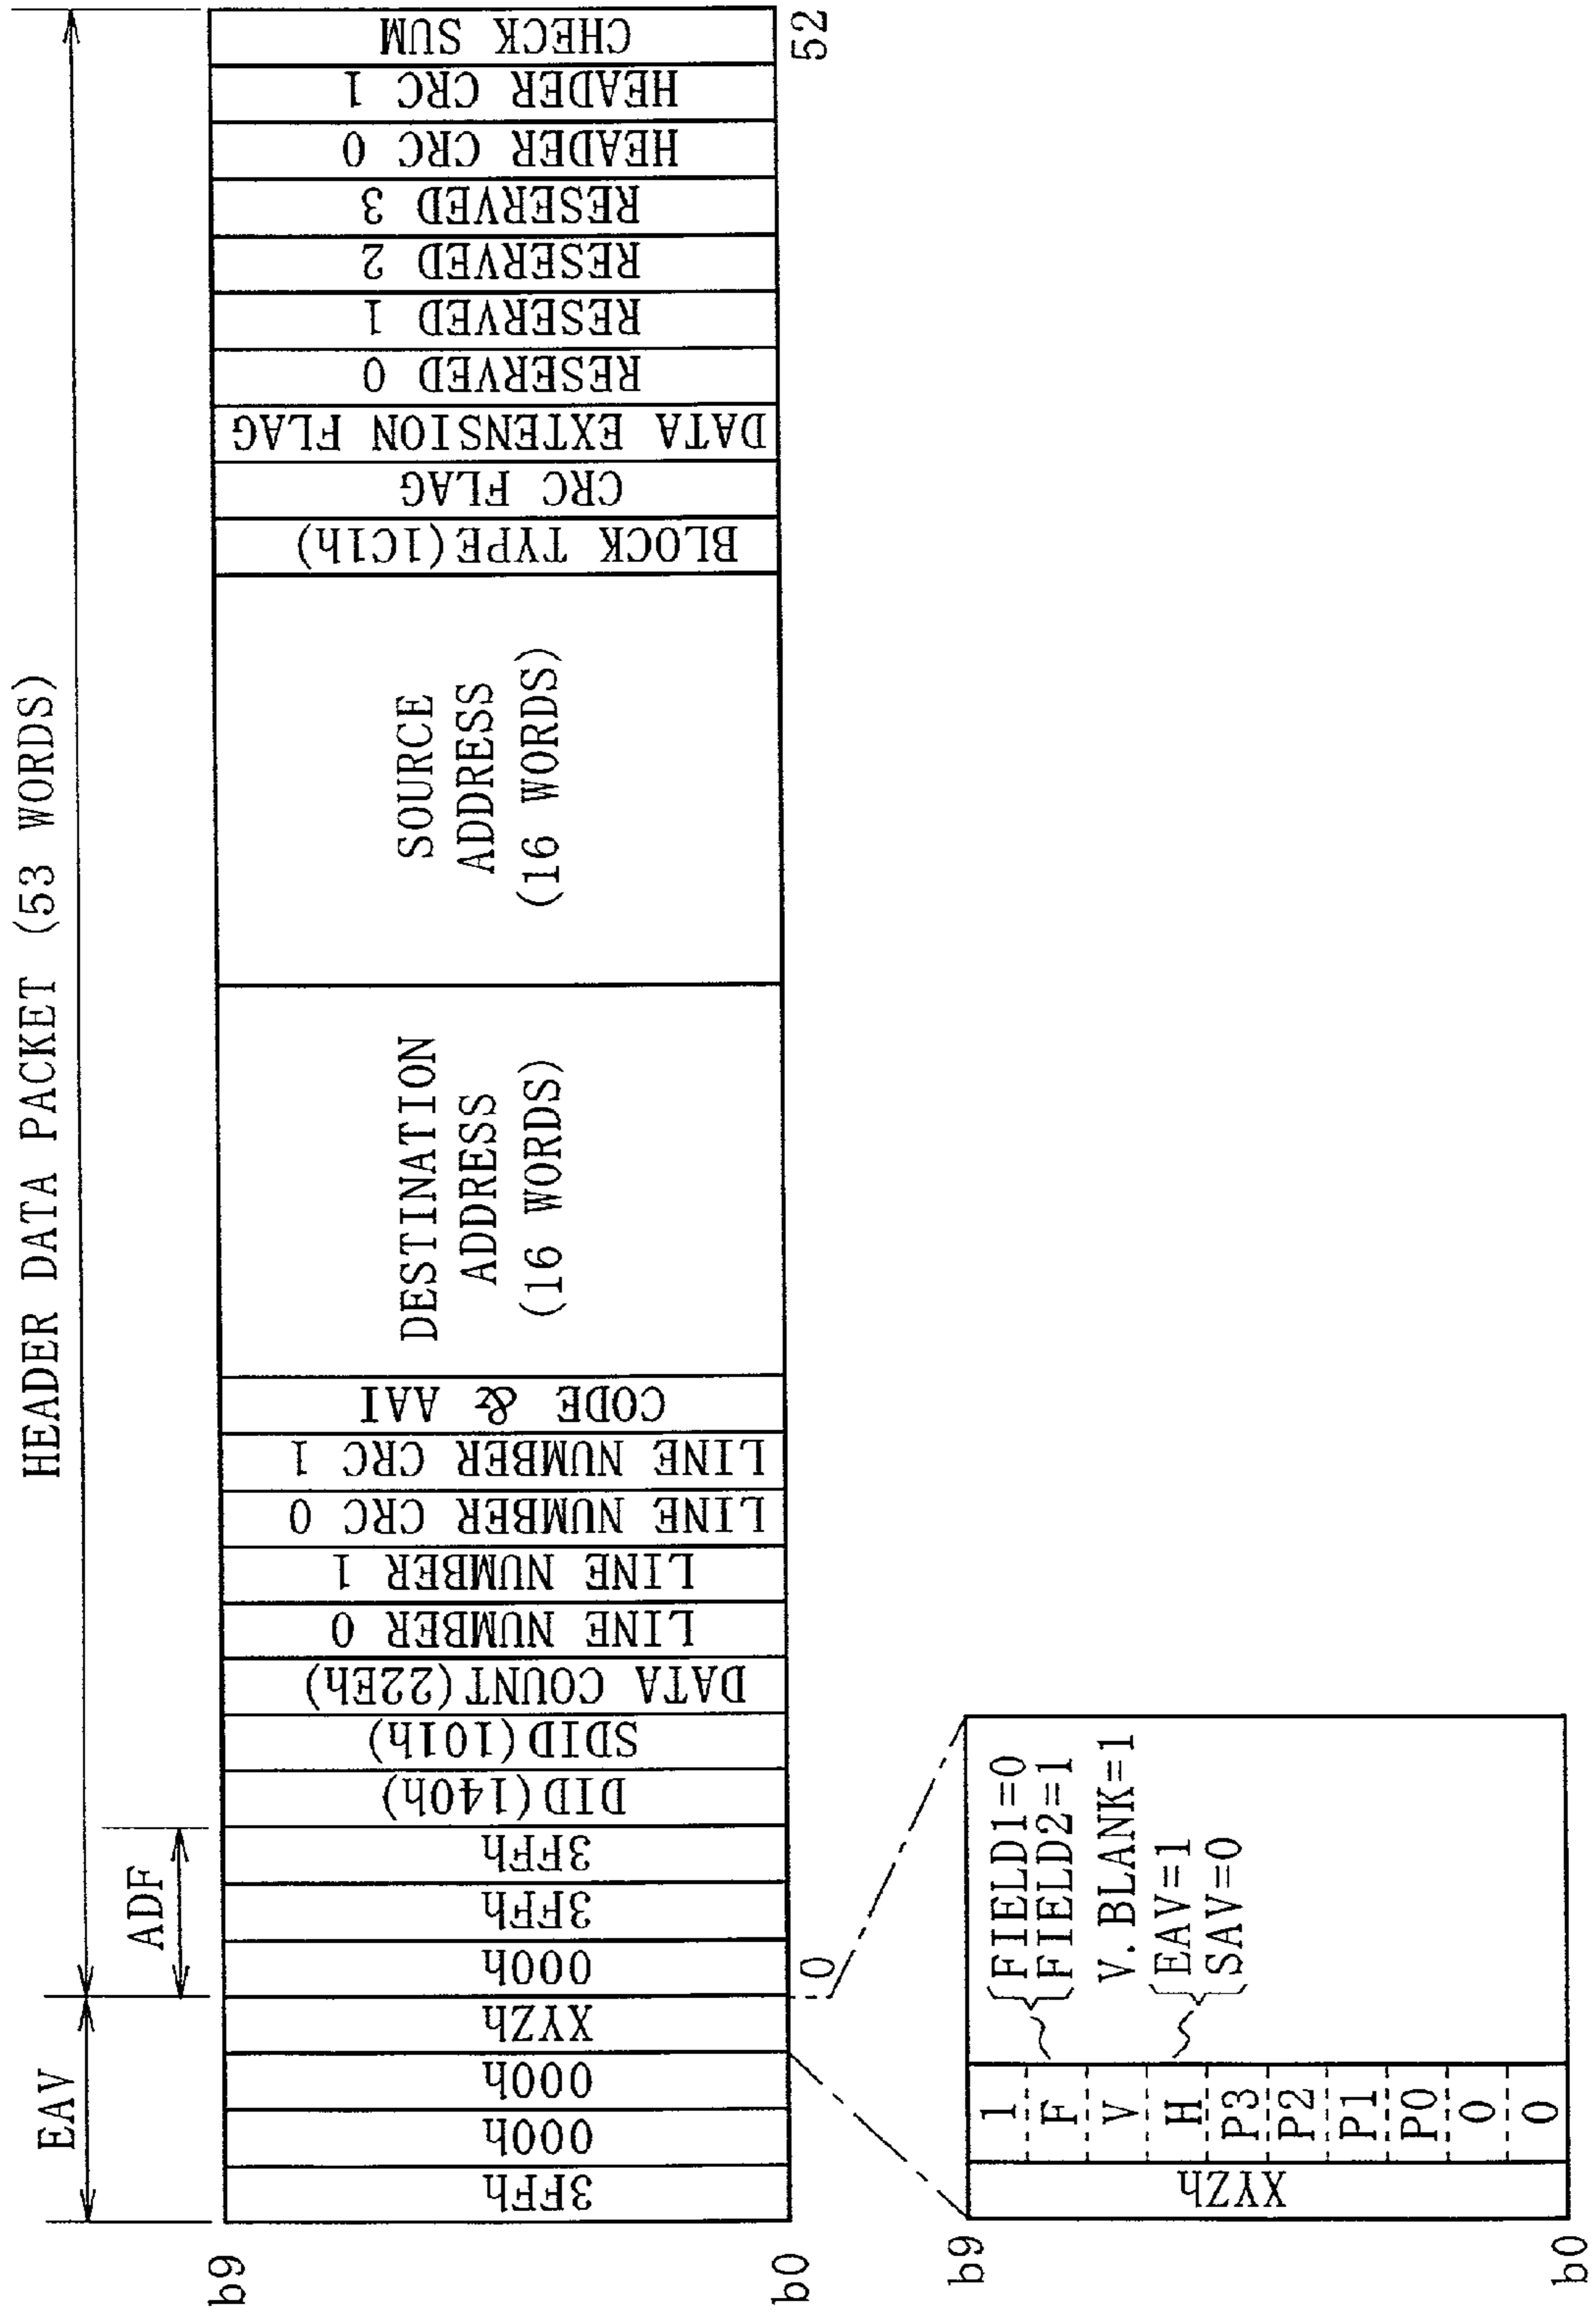 HEADER DATA PACKET (53 WORDS)
EAV
ADF
b9
b0
3FFh
000h
000h
XYZh
000h
3FFh
3FFh
DID(140h)
SDID(101h)
DATA COUNT(22Eh)
LINE NUMBER 0
LINE NUMBER 1
LINE NUMBER CRC 0
LINE NUMBER CRC 1
CODE & AAI
DESTINATION
ADDRESS
(16 WORDS)
SOURCE
ADDRESS
(16 WORDS)
BLOCK TYPE(1C1h)
CRC FLAG
DATA EXTENSION FLAG
RESERVED 0
RESERVED 1
RESERVED 2
RESERVED 3
HEADER CRC 0
HEADER CRC 1
CHECK SUM
0
52
b9
b0
XYZh
1
F
V
H
P3
P2
P1
P0
0
0
FIELD1=0
FIELD2=1
V.BLANK=1
EAV=1
SAV=0